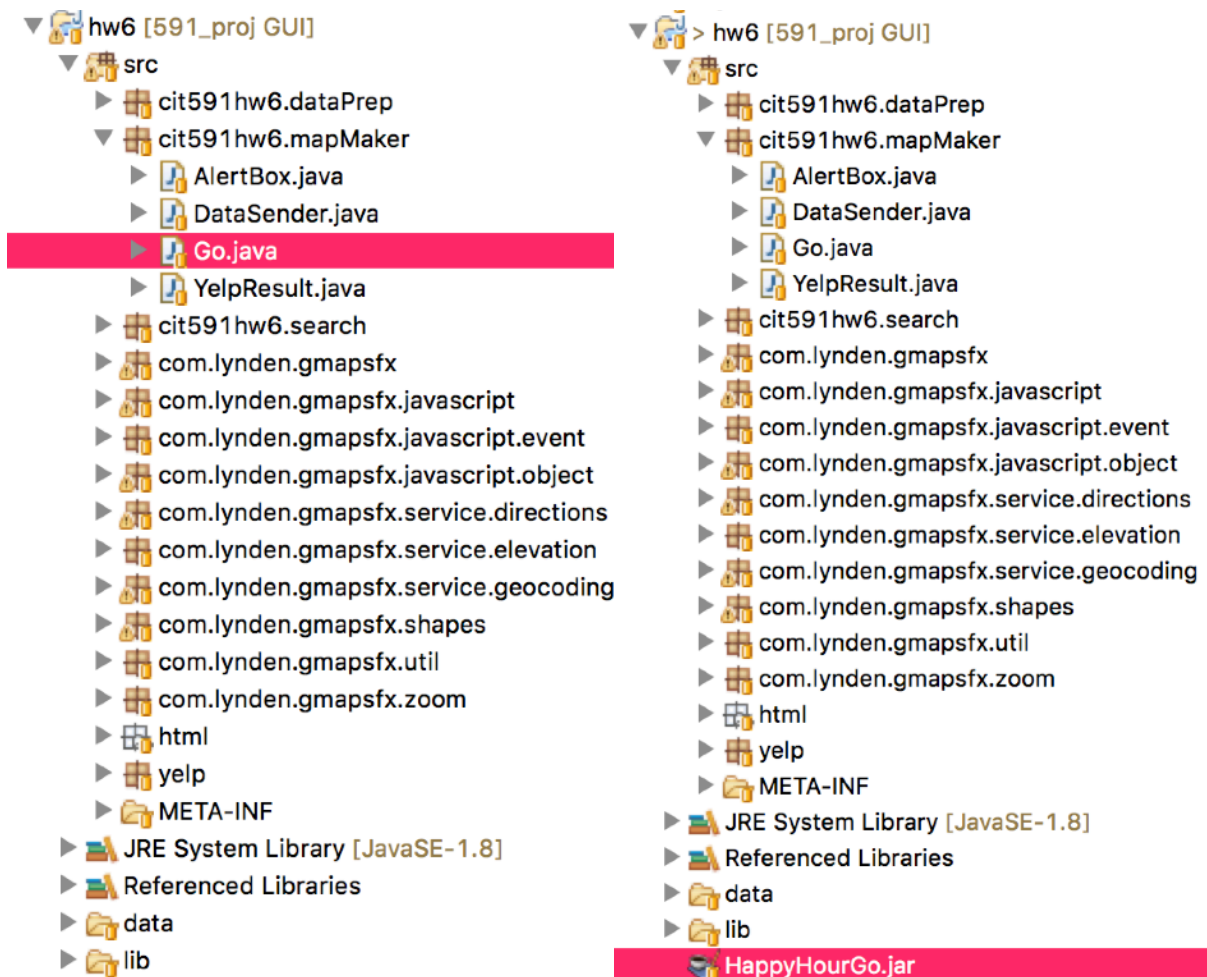 hw6 [591_proj GUI]
src
cit591hw6.dataPrep
cit591hw6.mapMaker
AlertBox.java
DataSender.java
Go.java
YelpResult.java
cit591hw6.search
com.lynden.gmapsfx
com.lynden.gmapsfx.javascript
com.lynden.gmapsfx.javascript.event
com.lynden.gmapsfx.javascript.object
com.lynden.gmapsfx.service.directions
com.lynden.gmapsfx.service.elevation
com.lynden.gmapsfx.service.geocoding
com.lynden.gmapsfx.shapes
com.lynden.gmapsfx.util
com.lynden.gmapsfx.zoom
html
yelp
META-INF
JRE System Library [JavaSE-1.8]
Referenced Libraries
data
lib
> hw6 [591_proj GUI]
src
cit591hw6.dataPrep
cit591hw6.mapMaker
AlertBox.java
DataSender.java
Go.java
YelpResult.java
cit591hw6.search
com.lynden.gmapsfx
com.lynden.gmapsfx.javascript
com.lynden.gmapsfx.javascript.event
com.lynden.gmapsfx.javascript.object
com.lynden.gmapsfx.service.directions
com.lynden.gmapsfx.service.elevation
com.lynden.gmapsfx.service.geocoding
com.lynden.gmapsfx.shapes
com.lynden.gmapsfx.util
com.lynden.gmapsfx.zoom
html
yelp
META-INF
JRE System Library [JavaSE-1.8]
Referenced Libraries
data
lib
HappyHourGo.jar